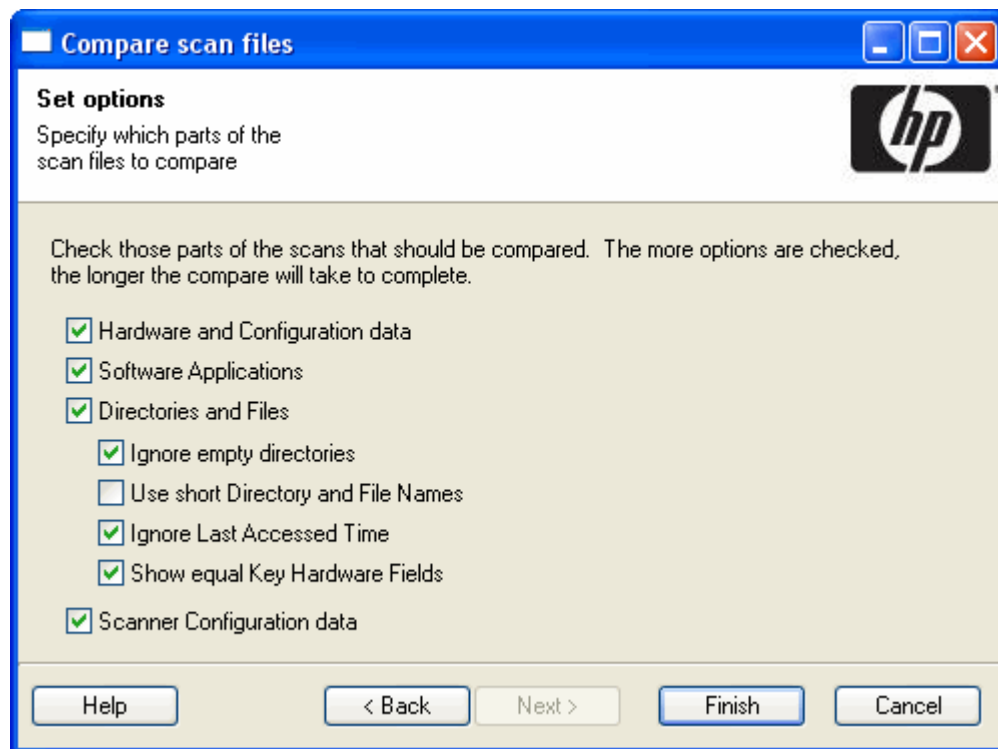 Compare scan files
Set options
Specify which parts of the
scan files to compare
hp
Check those parts of the scans that should be compared.  The more options are checked,
the longer the compare will take to complete.
Hardware and Configuration data
Software Applications
Directories and Files
Ignore empty directories
Use short Directory and File Names
Ignore Last Accessed Time
Show equal Key Hardware Fields
Scanner Configuration data
Help
< Back
Next >
Finish
Cancel